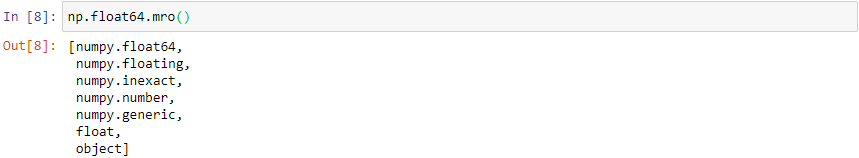 In [8]: np.float64.mro()
Out[8]: [numpy.float64,
numpy.floating,
numpy.inexact,
numpy.number,
numpy.generic,
float,
object]